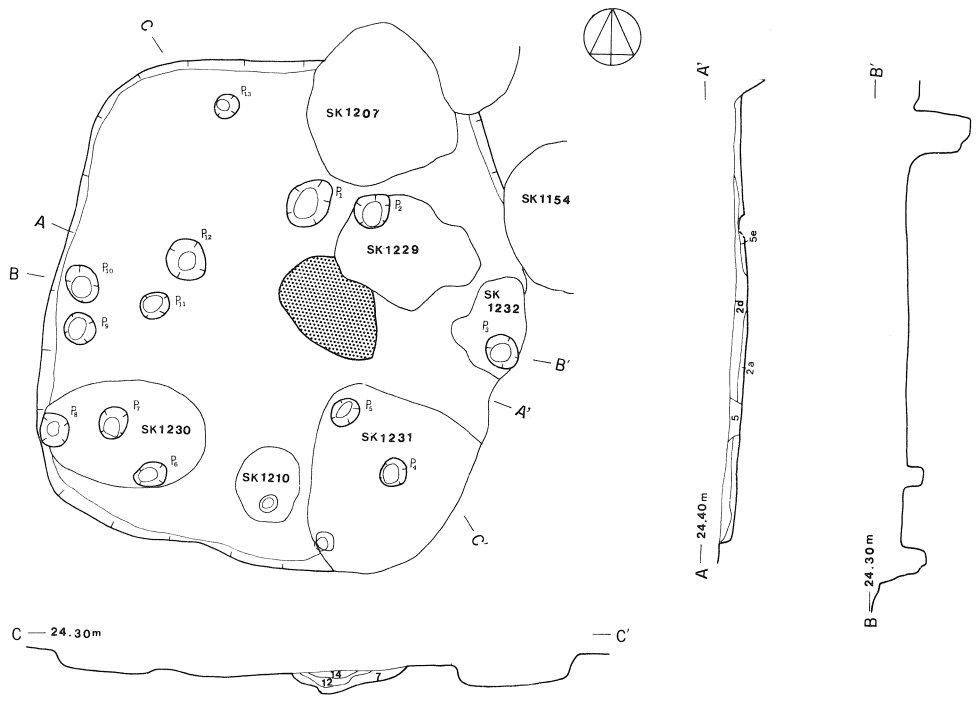 C
P13
SK1207
A'
B'
P1
P2
SK1154
A
P12
SK1229
5e
B
P10
P11
SK
1232
2d
P9
P3
B'
2a
A'
P8
P7
SK1230
P5
SK1231
5
P6
SK1210
P4
C'
A — 24.40m
B — 24.30m
C — 24.30m
C'
14
12
7